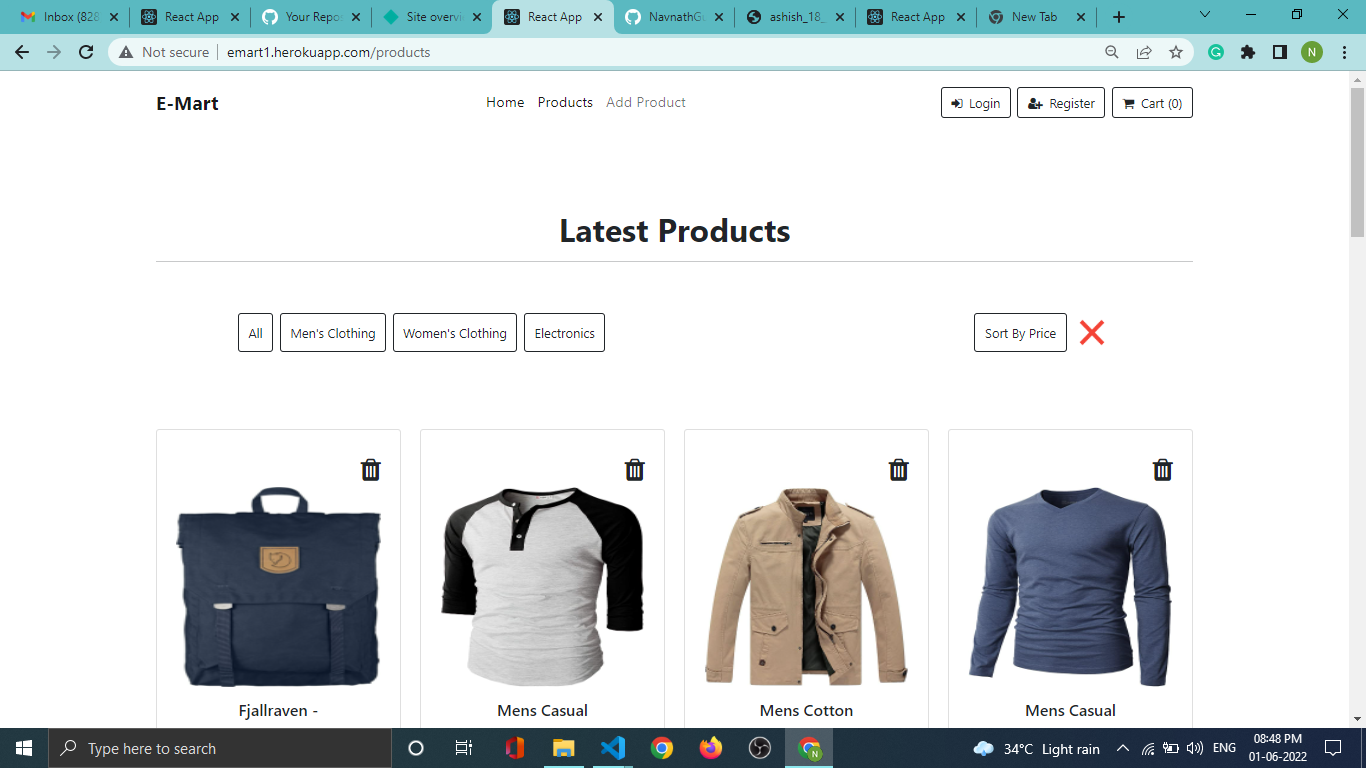 Inbox (828
React App
Your Repos
Site overvi
React App
NavnathGu
ashish_18_
React App
New Tab
Not secure
emart1.herokuapp.com/products
N
E-Mart
Home
Products
Add Product
Login
Register
Cart (0)
Latest Products
All
Men's Clothing
Women's Clothing
Electronics
Sort By Price
Fjallraven -
Mens Casual
Mens Cotton
Mens Casual
Type here to search
N
34°C Light rain
ENG
08:48 PM
01-06-2022